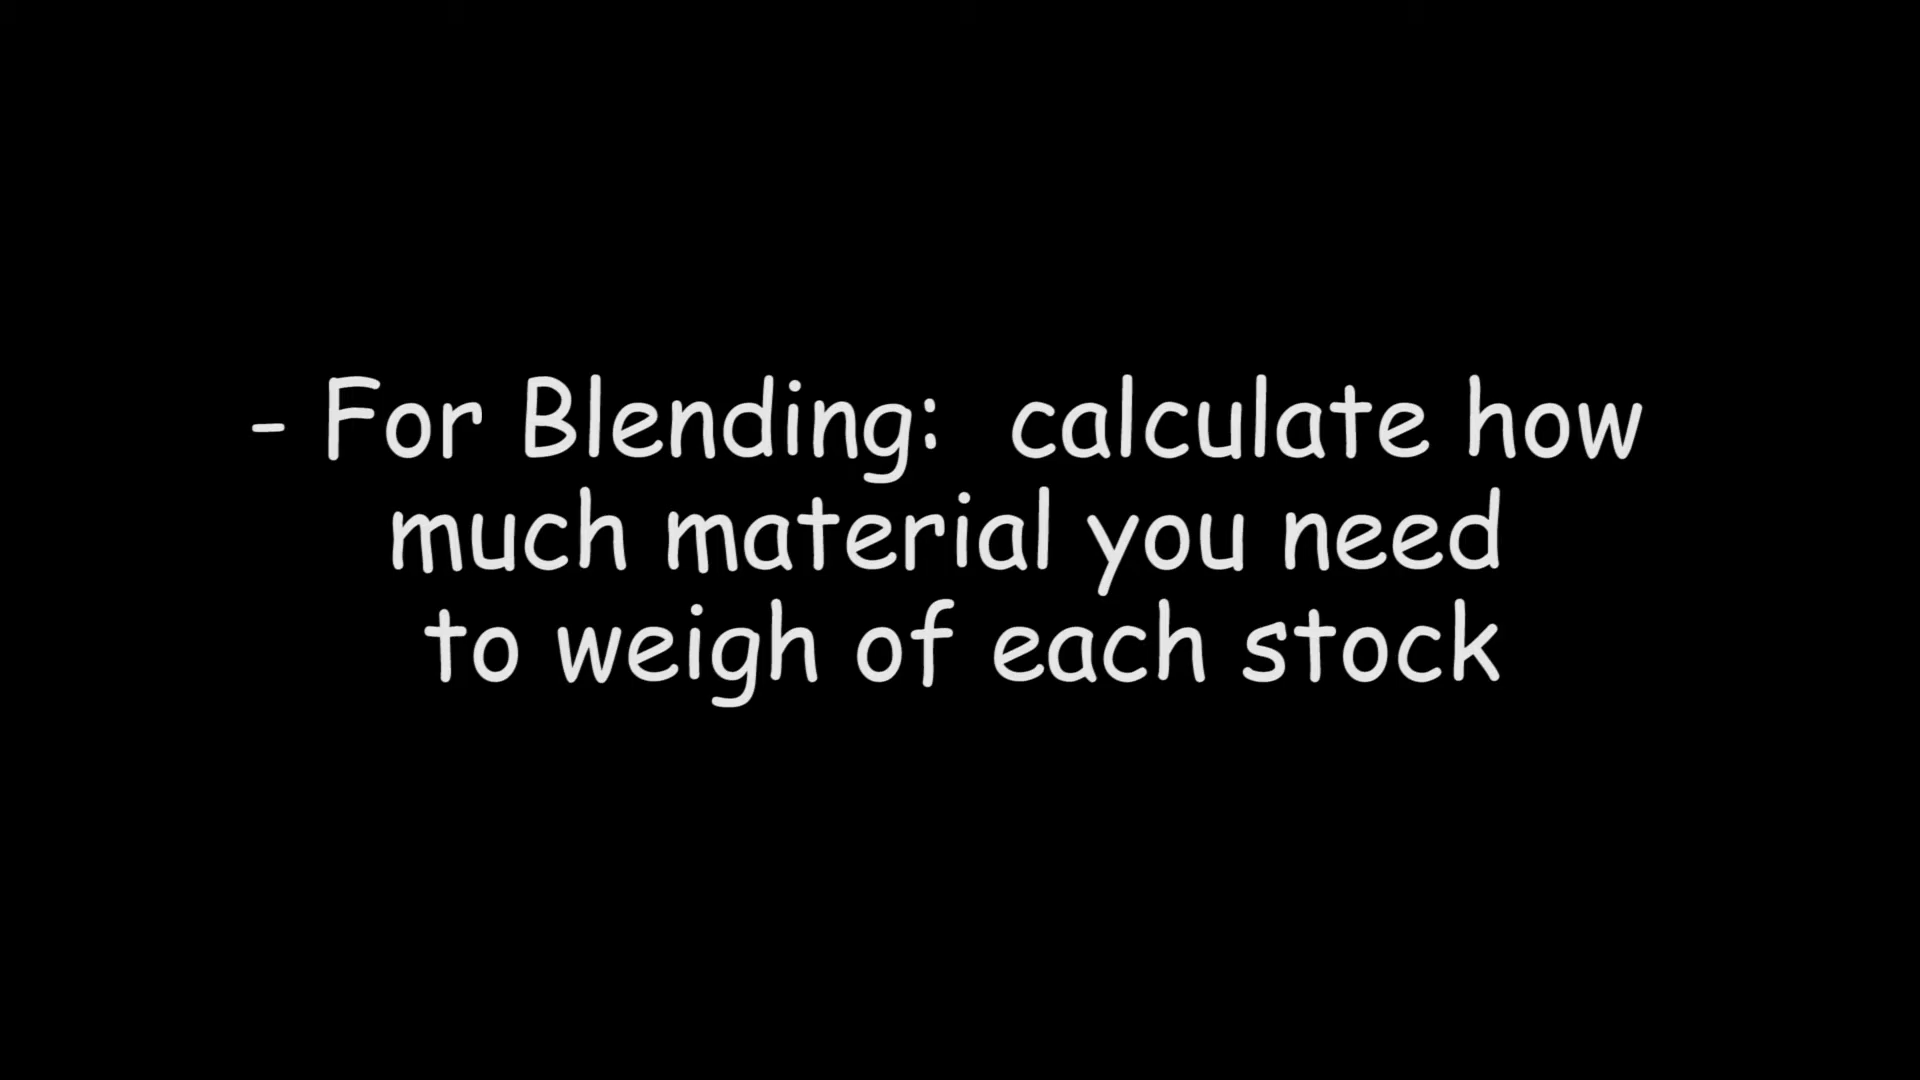 - For Blending:  calculate how
much material you need
to weigh of each stock